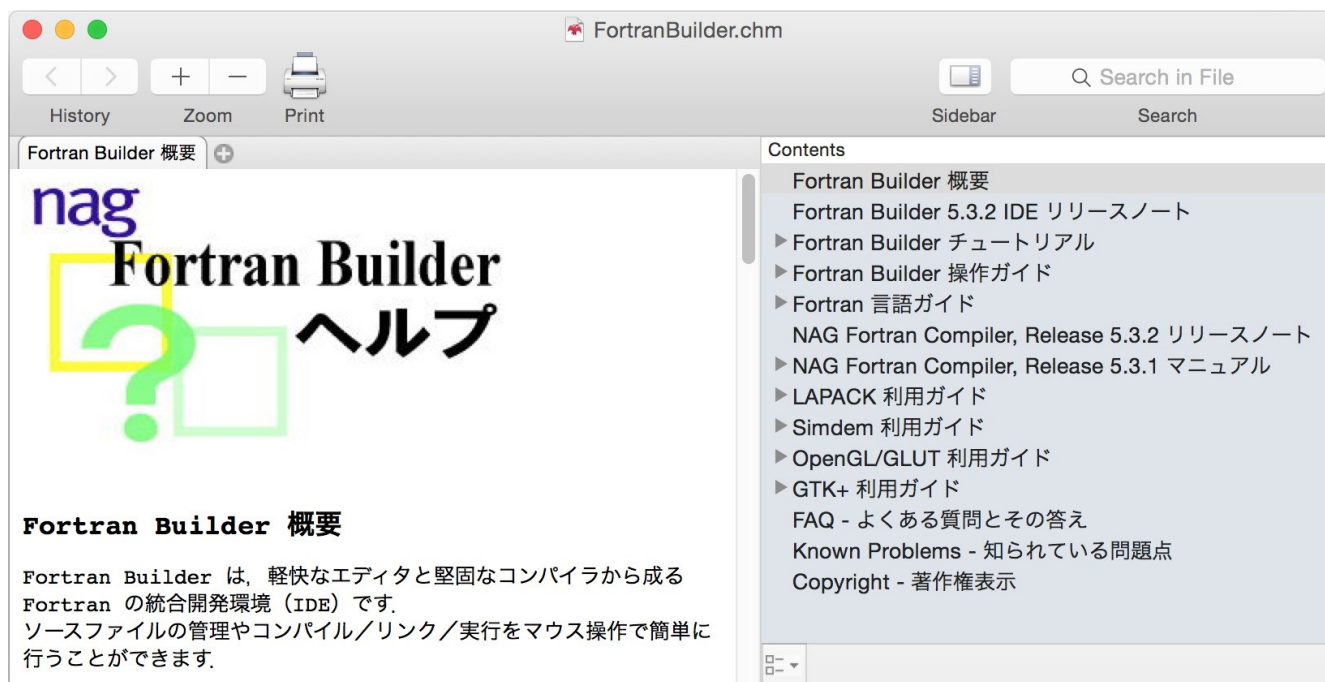 FortranBuilder.chm
History
Zoom
Print
Sidebar
Search in File
Search
Fortran Builder 概要
nag
Fortran Builder
ヘルプ
Fortran Builder 概要
Fortran Builder は，軽快なエディタと堅固なコンパイラから成る
Fortran の統合開発環境（IDE）です．
ソースファイルの管理やコンパイル／リンク／実行をマウス操作で簡単に
行うことができます．
Contents
Fortran Builder 概要
Fortran Builder 5.3.2 IDE リリースノート
Fortran Builder チュートリアル
Fortran Builder 操作ガイド
Fortran 言語ガイド
NAG Fortran Compiler, Release 5.3.2 リリースノート
NAG Fortran Compiler, Release 5.3.1 マニュアル
LAPACK 利用ガイド
Simdem 利用ガイド
OpenGL/GLUT 利用ガイド
GTK+ 利用ガイド
FAQ - よくある質問とその答え
Known Problems - 知られている問題点
Copyright - 著作権表示